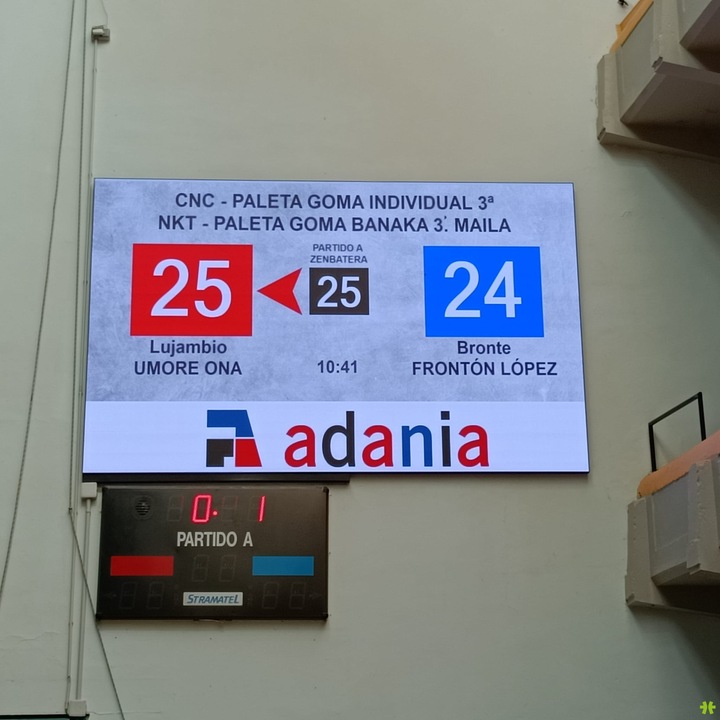 CNC - PALETA GOMA INDIVIDUAL 3ª
NKT - PALETA GOMA BANAKA 3. MAILA
PARTIDO A
ZENBATERA
25
25
24
Lujambio
UMORE ONA
10:41
Bronte
FRONTÓN LÓPEZ
adania
0. 1
PARTIDO A
STRAMATEL